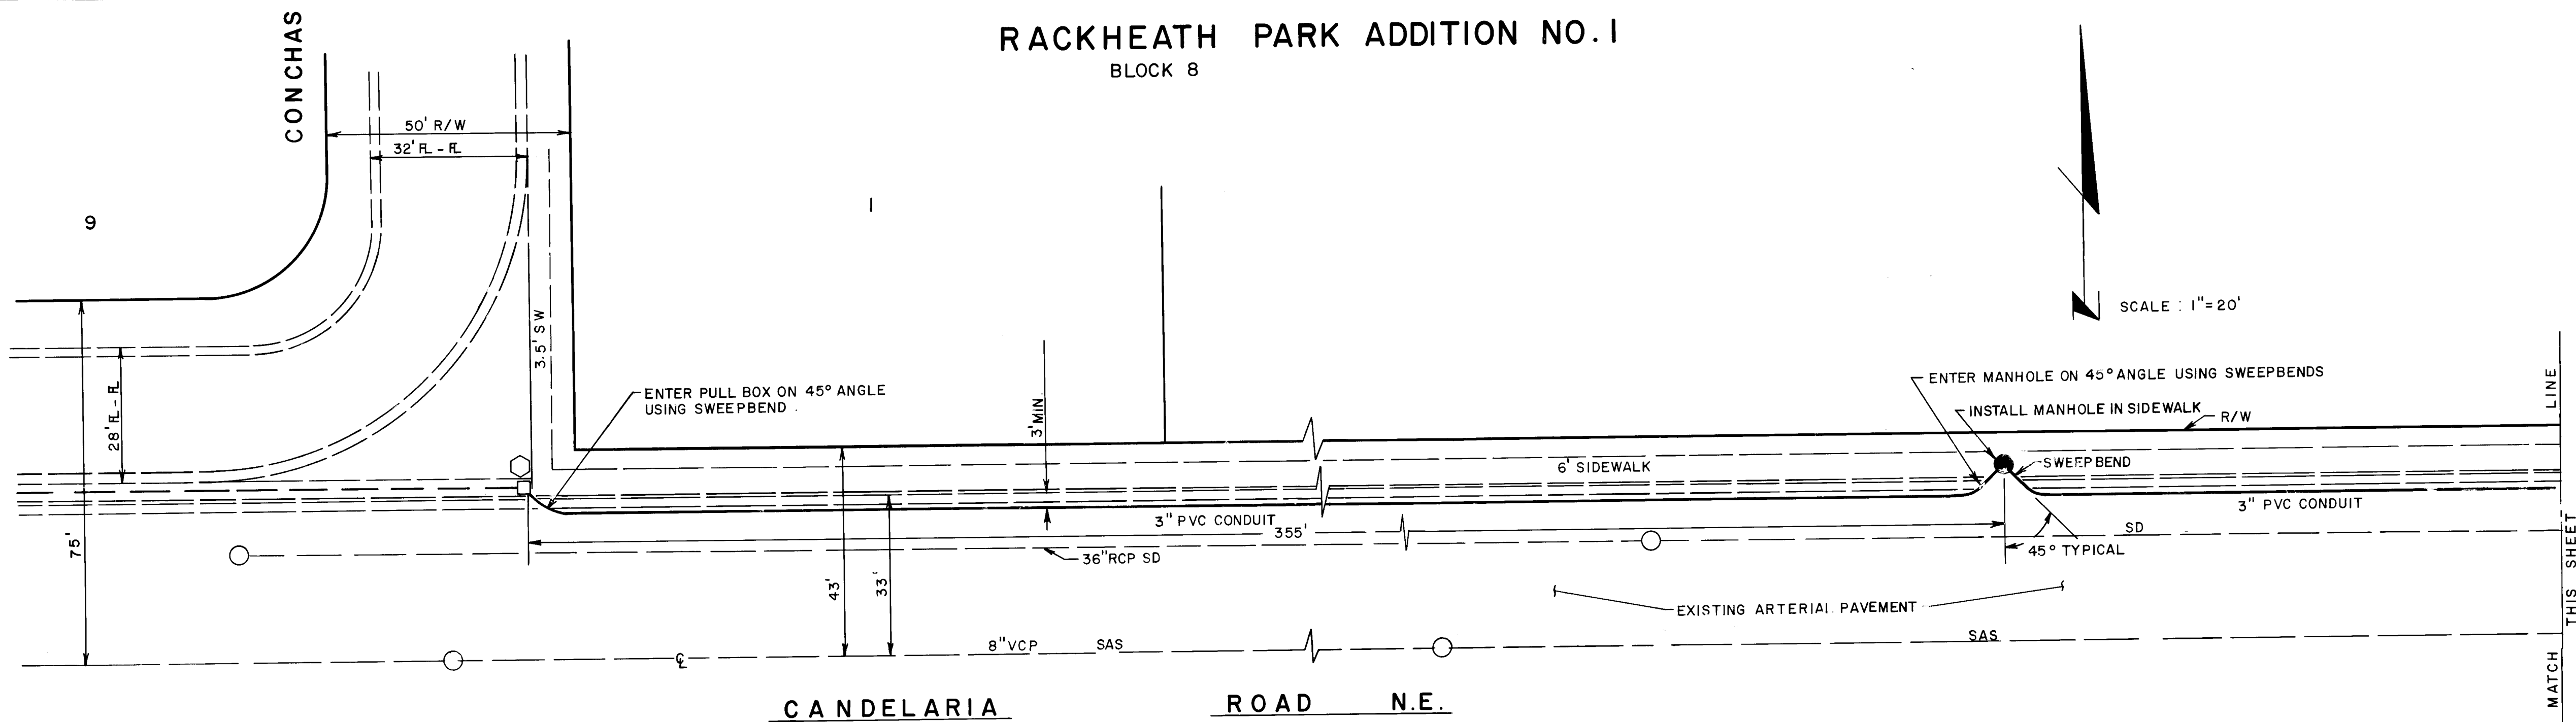 RACKHEATH PARK ADDITION NO. 1
BLOCK 8
CONCHAS
50' R/W
32' FL - FL
9
1
SCALE : 1"=20'
3.5' SW
28' FL - FL
75'
ENTER PULL BOX ON 45° ANGLE
USING SWEEPBEND .
3' MIN.
ENTER MANHOLE ON 45° ANGLE USING SWEEPBENDS
INSTALL MANHOLE IN SIDEWALK
R/W
6' SIDEWALK
SWEEPBEND
3" PVC CONDUIT
3" PVC CONDUIT
355'
SD
36" RCP SD
45° TYPICAL
43'
33'
EXISTING ARTERIAL PAVEMENT
8" VCP
SAS
SAS
CL
CANDELARIA ROAD N.E.
MATCH LINE
THIS SHEET